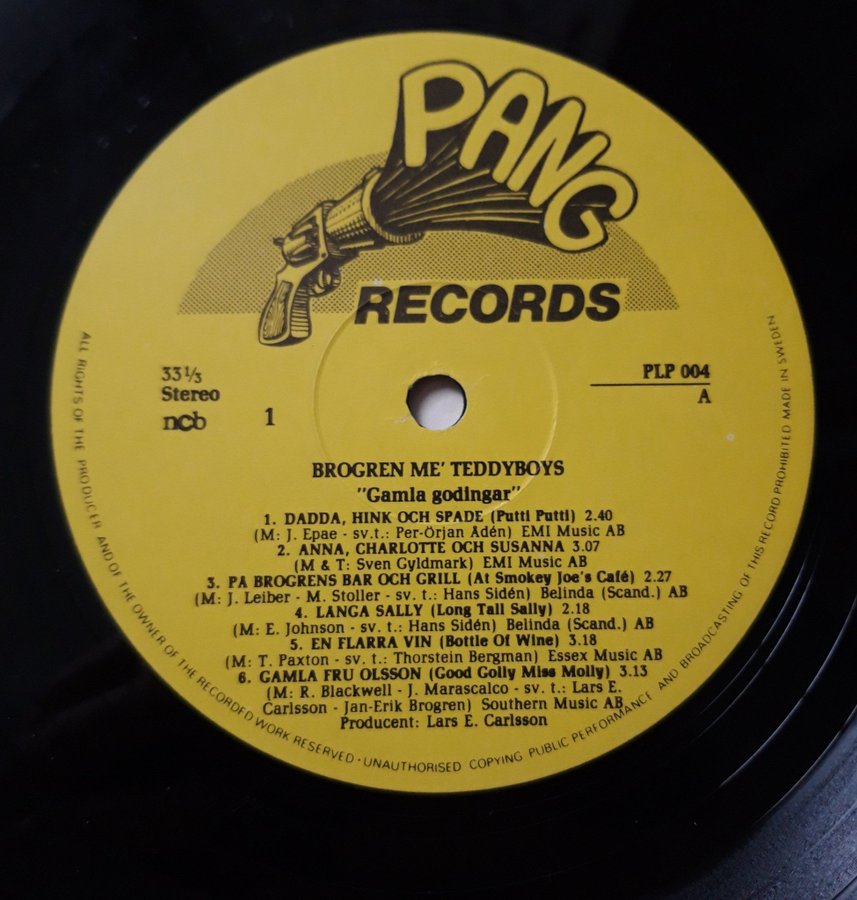 PANG
RECORDS
33 1/3
Stereo
ncb
1
PLP 004
A
BROGREN ME' TEDDYBOYS
"Gamla godingar"
1. DADDA, HINK OCH SPADE (Putti Putti) 2.40
(M: J. Epae - sv.t.: Per-Örjan Adén) EMI Music AB
2. ANNA, CHARLOTTE OCH SUSANNA 3.07
(M & T: Sven Gyldmark) EMI Music AB
3. PA BROGRENS BAR OCH GRILL (At Smokey Joe's Café) 2.27
(M: J. Leiber - M. Stoller - sv. t.: Hans Sidén) Belinda (Scand.) AB
4. LANGA SALLY (Long Tall Sally) 2.18
(M: E. Johnson - sv. t.: Hans Sidén) Belinda (Scand.) AB
5. EN FLARRA VIN (Bottle Of Wine) 3.18
(M: T. Paxton - sv. t.: Thorstein Bergman) Essex Music AB
6. GAMLA FRU OLSSON (Good Golly Miss Molly) 3.13
(M: R. Blackwell - J. Marascalco - sv. t.: Lars E.
Carlsson - Jan-Erik Brogren) Southern Music AB
Producent: Lars E. Carlsson
ALL RIGHTS OF THE PRODUCER AND OF THE OWNER OF THE RECORDED WORK RESERVED · UNAUTHORISED COPYING PUBLIC PERFORMANCE AND BROADCASTING OF THIS RECORD PROHIBITED MADE IN SWEDEN